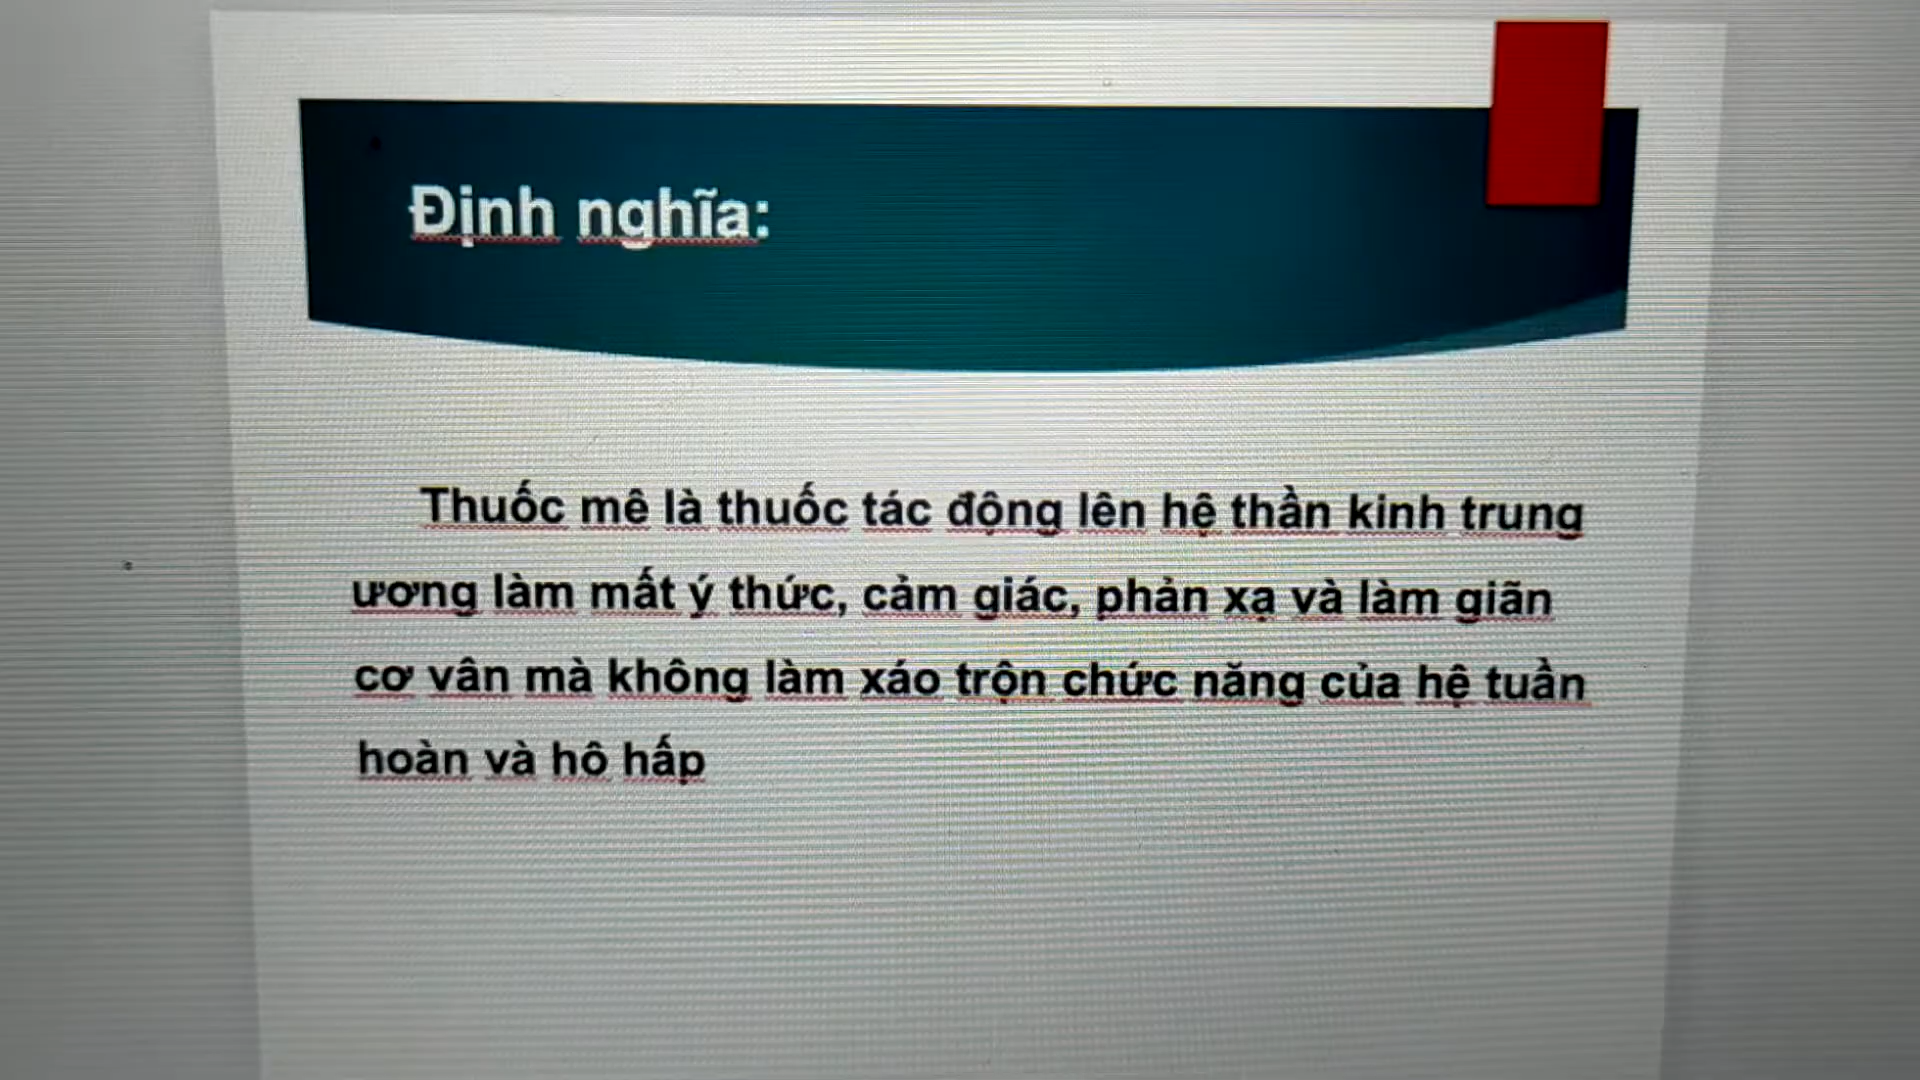 Định nghĩa:
Thuốc mê là thuốc tác động lên hệ thần kinh trung
ương làm mất ý thức, cảm giác, phản xạ và làm giãn
cơ vân mà không làm xáo trộn chức năng của hệ tuần
hoàn và hô hấp